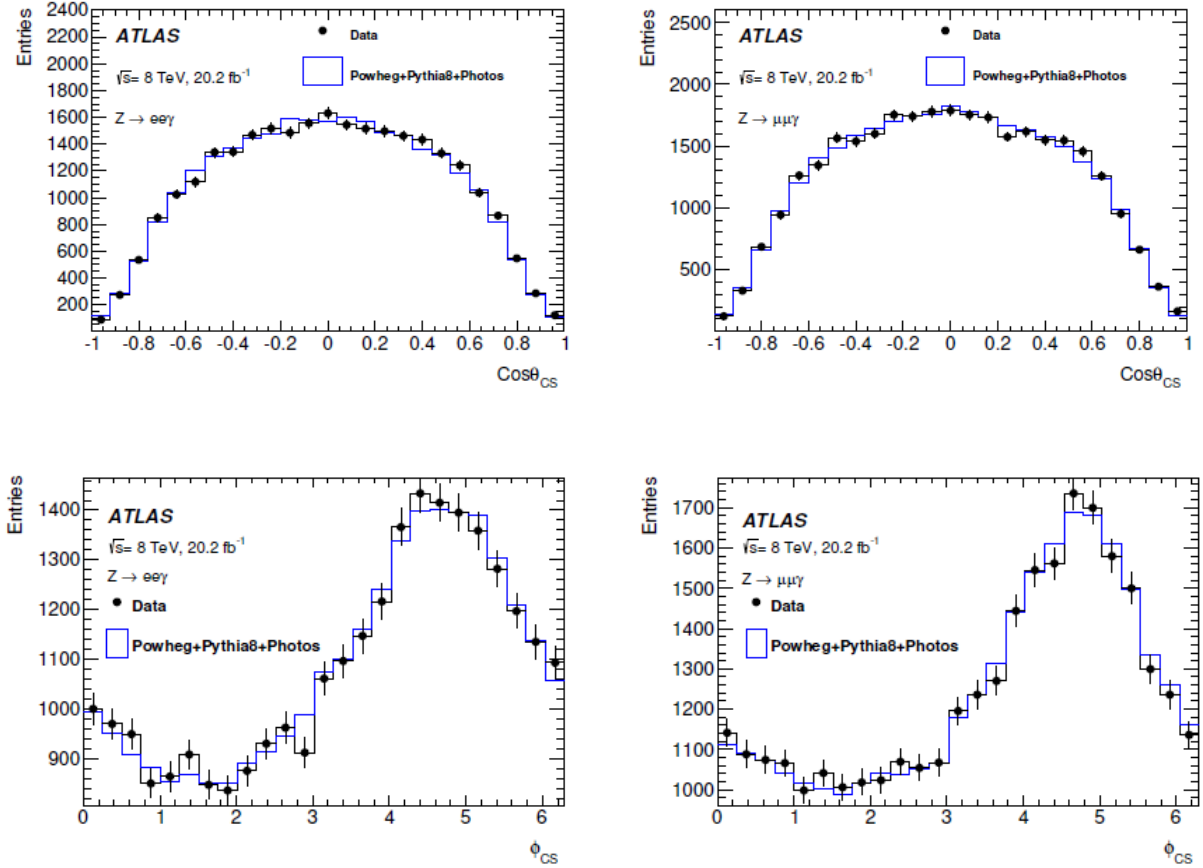 Entries
2400
2200
2000
1800
1600
1400
1200
1000
800
600
400
200
ATLAS
Data
√s= 8 TeV, 20.2 fb⁻¹
Powheg+Pythia8+Photos
Z → eeγ
-1 -0.8 -0.6 -0.4 -0.2 0 0.2 0.4 0.6 0.8 1
Cosθ_CS
Entries
2500
2000
1500
1000
500
ATLAS
Data
√s= 8 TeV, 20.2 fb⁻¹
Powheg+Pythia8+Photos
Z → μμγ
-1 -0.8 -0.6 -0.4 -0.2 0 0.2 0.4 0.6 0.8 1
Cosθ_CS
Entries
1400
1300
1200
1100
1000
900
ATLAS
√s= 8 TeV, 20.2 fb⁻¹
Z → eeγ
Data
Powheg+Pythia8+Photos
0 1 2 3 4 5 6
ϕ_CS
Entries
1700
1600
1500
1400
1300
1200
1100
1000
ATLAS
√s= 8 TeV, 20.2 fb⁻¹
Z → μμγ
Data
Powheg+Pythia8+Photos
0 1 2 3 4 5 6
ϕ_CS